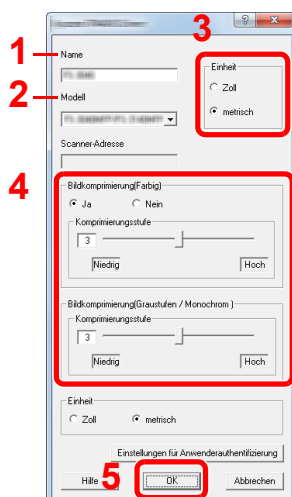 3
1
Name
2
Modell
Einheit
Zoll
metrisch
Scanner-Adresse
4
Bildkomprimierung(Farbig)
Ja Nein
Komprimierungsstufe
3
Niedrig Hoch
Bildkomprimierung(Graustufen / Monochrom )
Komprimierungsstufe
3
Niedrig Hoch
Einheit
Zoll metrisch
Einstellungen für Anwenderauthentifizierung
5
Hilfe OK Abbrechen